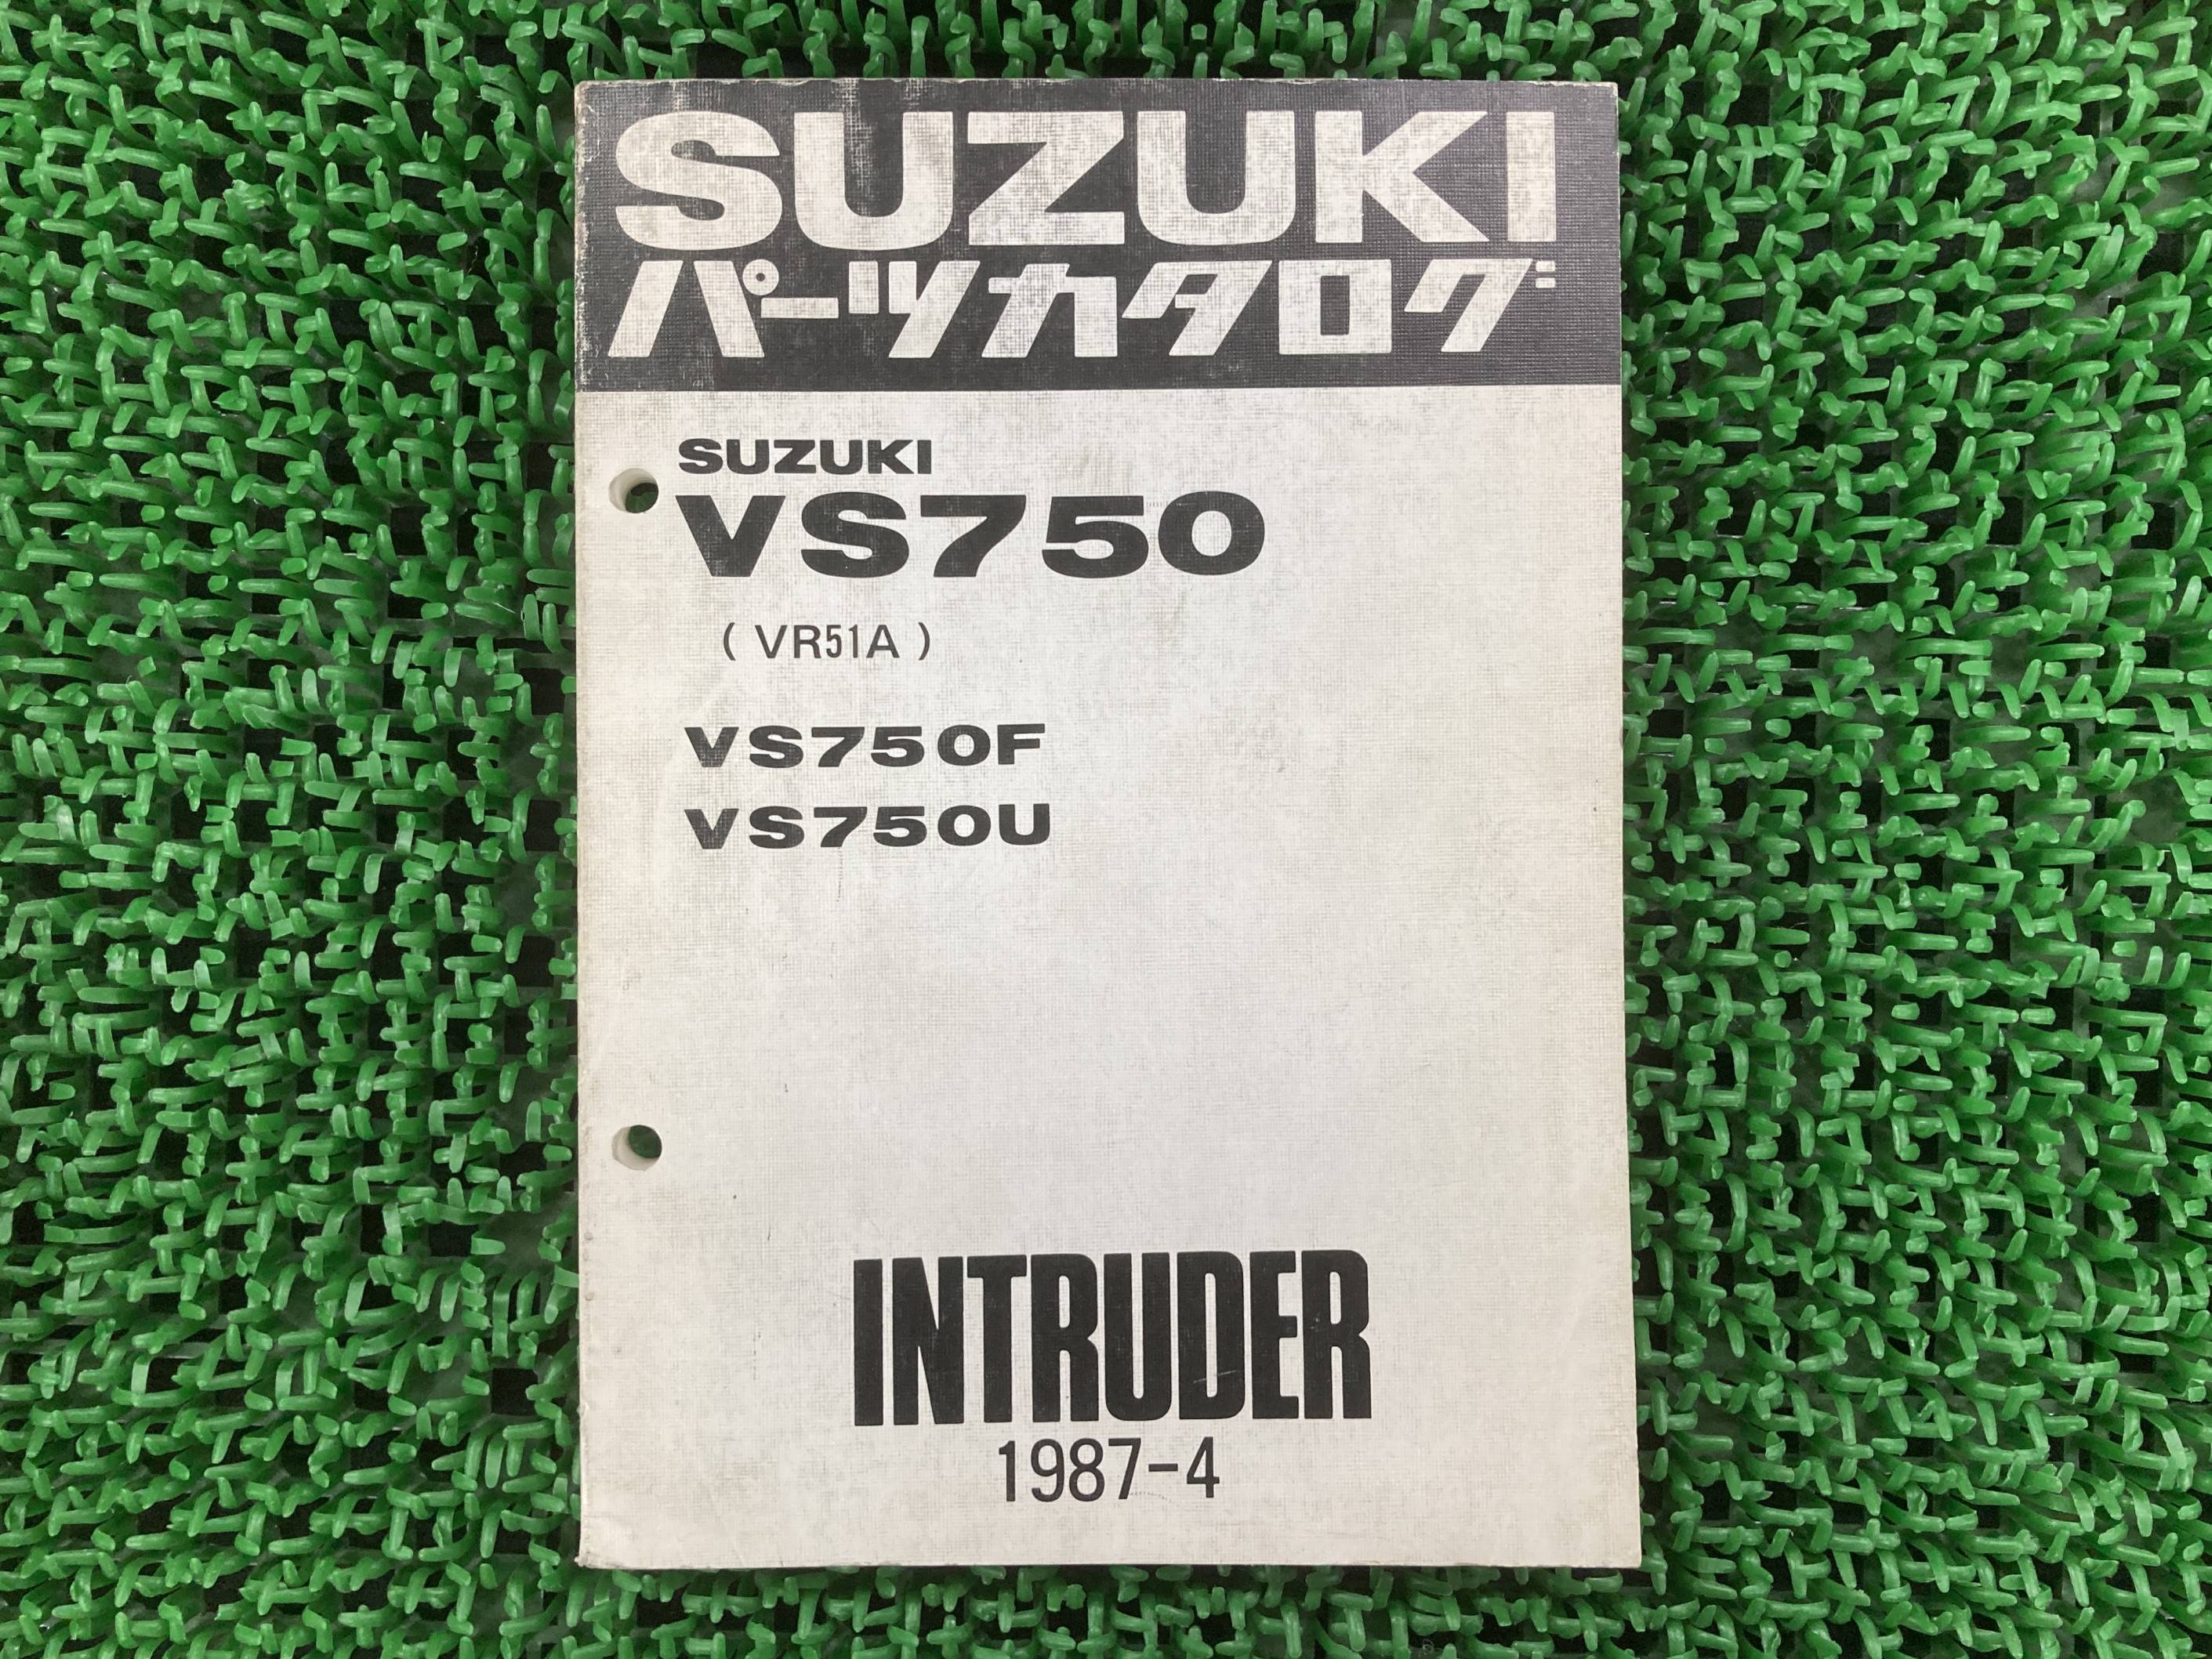 SUZUKI
パーツカタログ
SUZUKI
VS750
( VR51A )
VS750F
VS750U
INTRUDER
1987-4